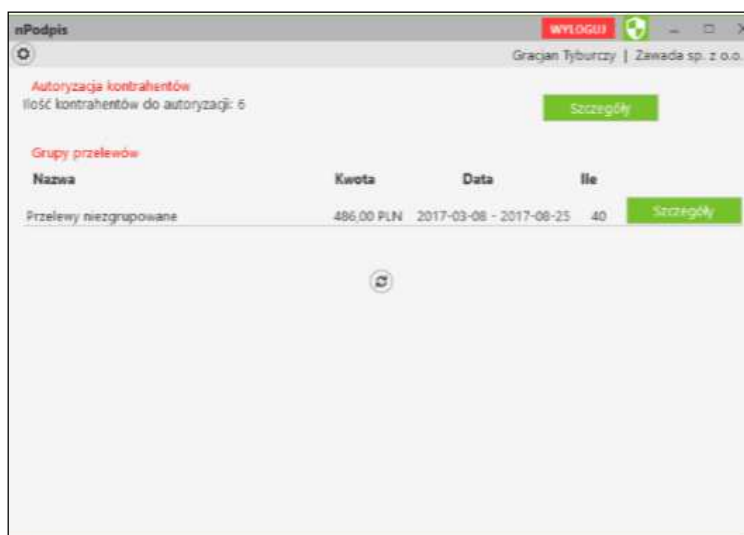 nPodpis WYLOGUJ
Gracjan Tyburczy | Zawada sp. z o.o.
Autoryzacja kontrahentów
Ilość kontrahentów do autoryzacji: 6 Szczegóły
Grupy przelewów
Nazwa Kwota Data Ile
Przelewy niezgrupowane 486,00 PLN 2017-03-08 - 2017-08-25 40 Szczegóły